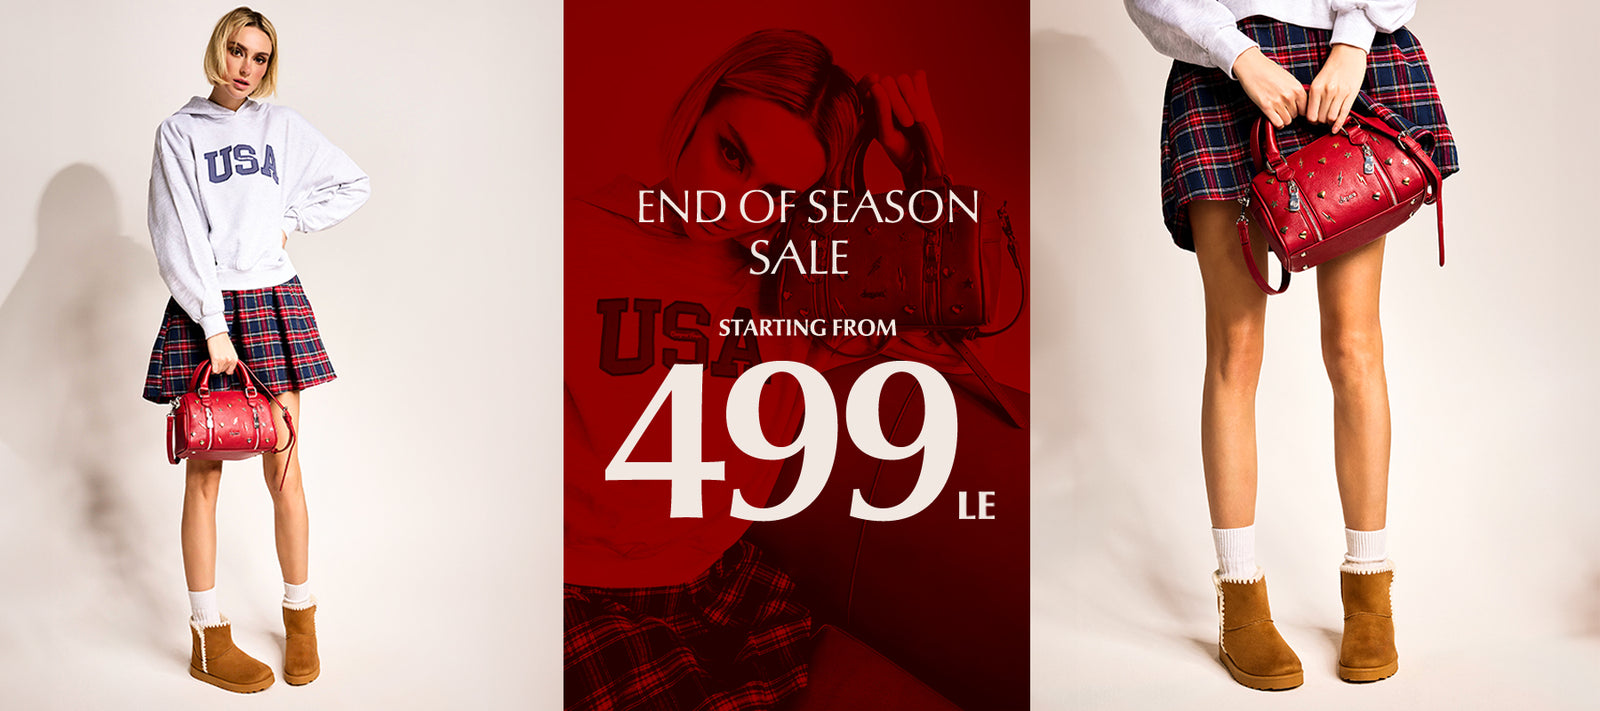 USA
END OF SEASON
SALE
STARTING FROM
USA
499 LE